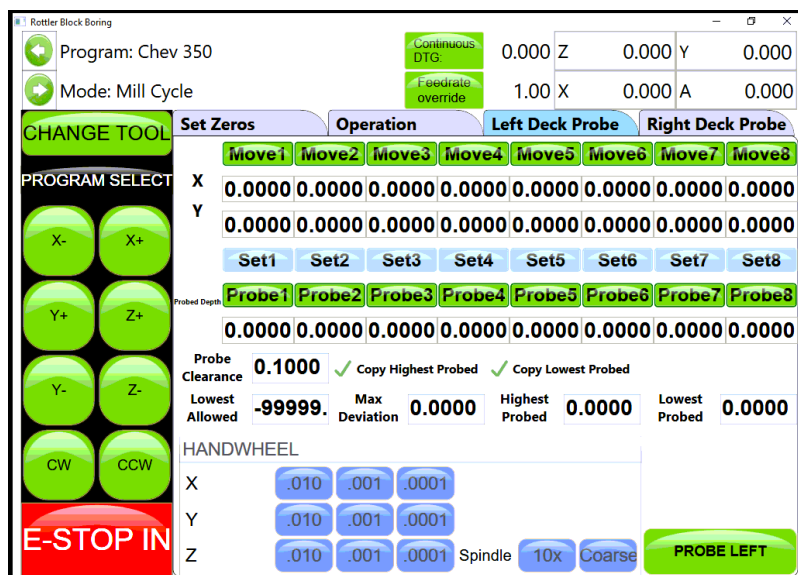 Rottler Block Boring
Program: Chev 350
Continuous DTG: 0.000 Z 0.000 Y 0.000
Mode: Mill Cycle
Feedrate override 1.00 X 0.000 A 0.000
CHANGE TOOL
PROGRAM SELECT
X- X+
Y+ Z+
Y- Z-
CW CCW
E-STOP IN
Set Zeros Operation Left Deck Probe Right Deck Probe
Move1 Move2 Move3 Move4 Move5 Move6 Move7 Move8
X 0.0000 0.0000 0.0000 0.0000 0.0000 0.0000 0.0000 0.0000
Y 0.0000 0.0000 0.0000 0.0000 0.0000 0.0000 0.0000 0.0000
Set1 Set2 Set3 Set4 Set5 Set6 Set7 Set8
Probed Depth Probe1 Probe2 Probe3 Probe4 Probe5 Probe6 Probe7 Probe8
0.0000 0.0000 0.0000 0.0000 0.0000 0.0000 0.0000 0.0000
Probe Clearance 0.1000 Copy Highest Probed Copy Lowest Probed
Lowest Allowed -99999. Max Deviation 0.0000 Highest Probed 0.0000 Lowest Probed 0.0000
HANDWHEEL
X .010 .001 .0001
Y .010 .001 .0001
Z .010 .001 .0001 Spindle 10x Coarse
PROBE LEFT